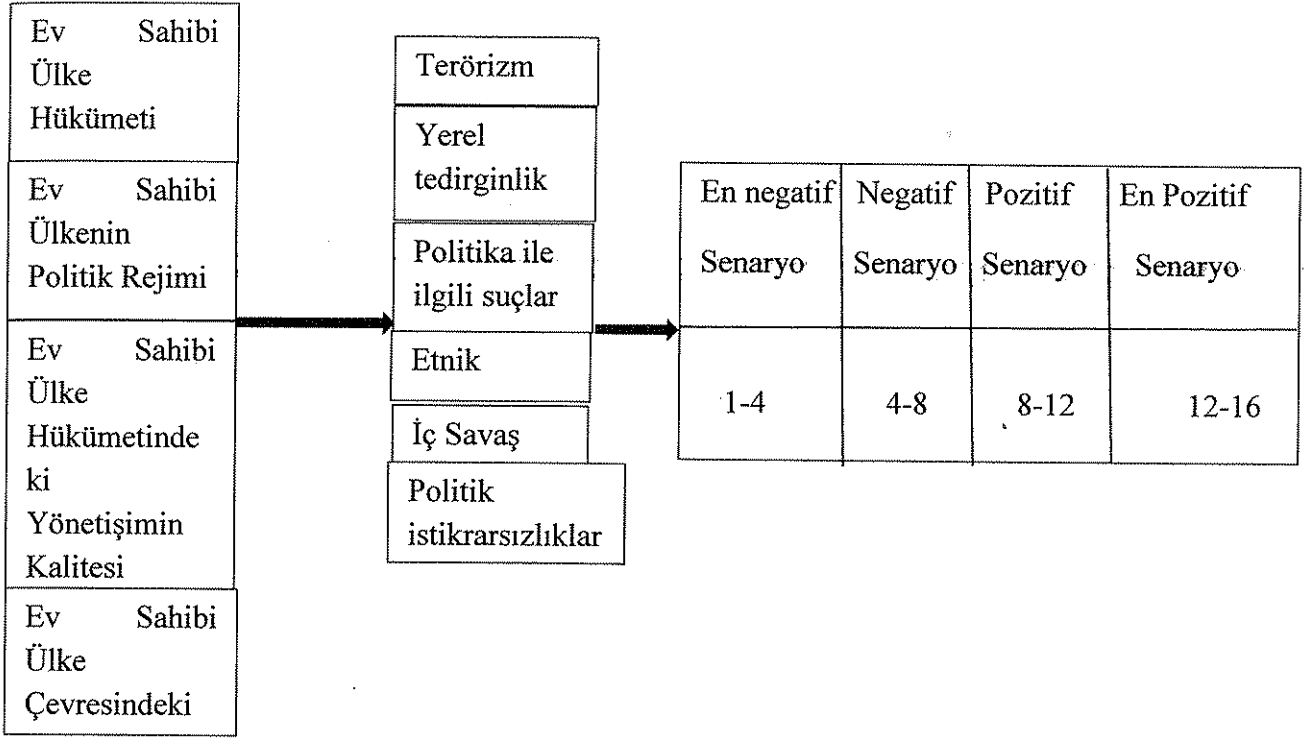 Ev Sahibi
Ülke
Hükümeti
Ev Sahibi
Ülkenin
Politik Rejimi
Ev Sahibi
Ülke
Hükümetinde
ki
Yönetişimin
Kalitesi
Ev Sahibi
Ülke
Çevresindeki
Terörizm
Yerel
tedirginlik
Politika ile
ilgili suçlar
Etnik
İç Savaş
Politik
istikrarsızlıklar
En negatif
Senaryo
Negatif
Senaryo
Pozitif
Senaryo
En Pozitif
Senaryo
1-4
4-8
8-12
12-16